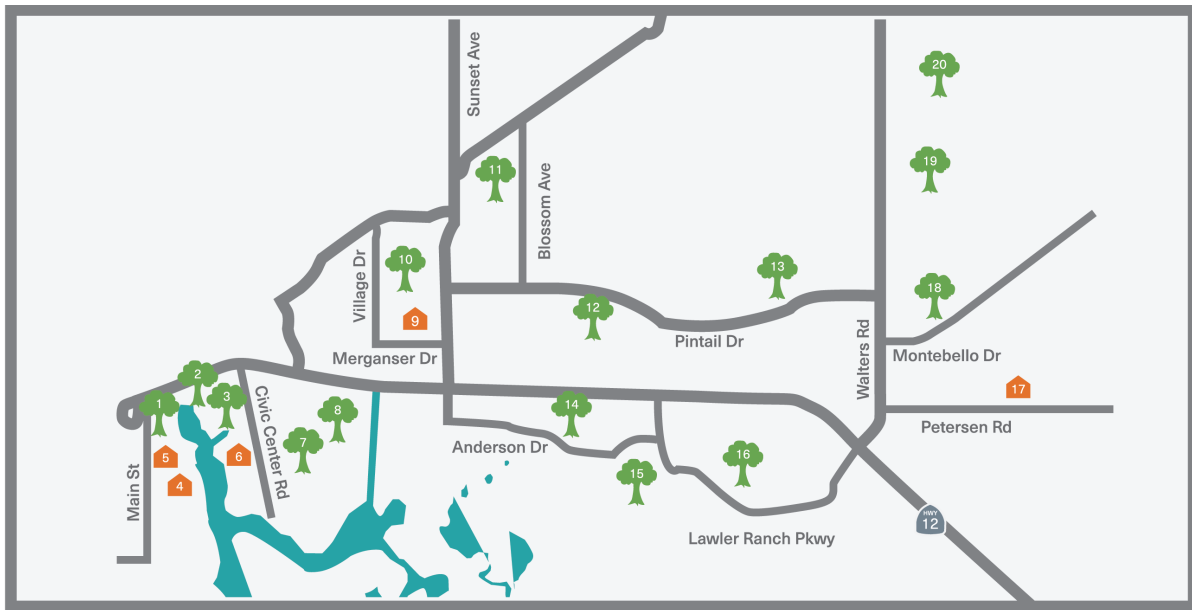 Sunset Ave
20
19
11
Blossom Ave
10
Village Dr
13
18
12
9
Pintail Dr
Walters Rd
Merganser Dr
Montebello Dr
2
1
3
Civic Center Rd
8
14
17
Petersen Rd
7
Anderson Dr
5
6
16
4
15
Main St
Lawler Ranch Pkwy
HWY
12